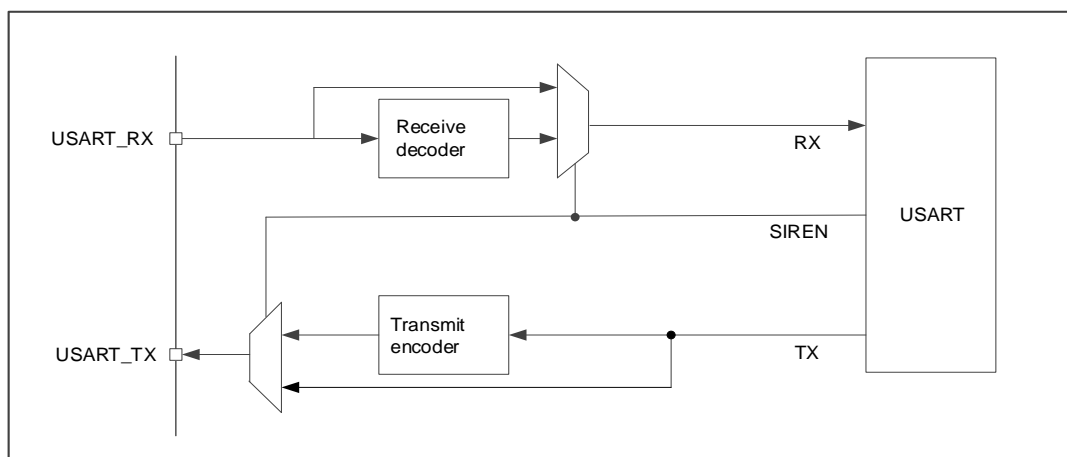 USART_RX
Receive
decoder
RX
SIREN
USART
USART_TX
Transmit
encoder
TX